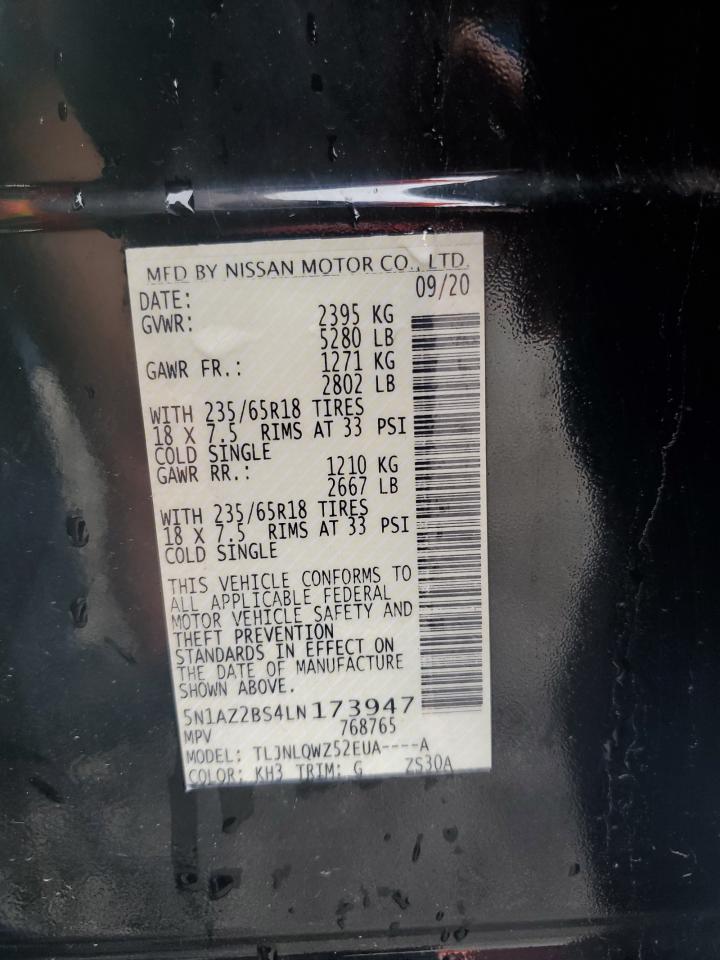 MFD BY NISSAN MOTOR CO., LTD.
DATE: 09/20
GVWR: 2395 KG
5280 LB
GAWR FR.: 1271 KG
2802 LB
WITH 235/65R18 TIRES
18 X 7.5 RIMS AT 33 PSI
COLD SINGLE
GAWR RR.: 1210 KG
2667 LB
WITH 235/65R18 TIRES
18 X 7.5 RIMS AT 33 PSI
COLD SINGLE
THIS VEHICLE CONFORMS TO
ALL APPLICABLE FEDERAL
MOTOR VEHICLE SAFETY AND
THEFT PREVENTION
STANDARDS IN EFFECT ON
THE DATE OF MANUFACTURE
SHOWN ABOVE.
5N1AZ2BS4LN173947
MPV 768765
MODEL: TLJNLQWZ52EUA----A
COLOR: KH3 TRIM: G ZS30A